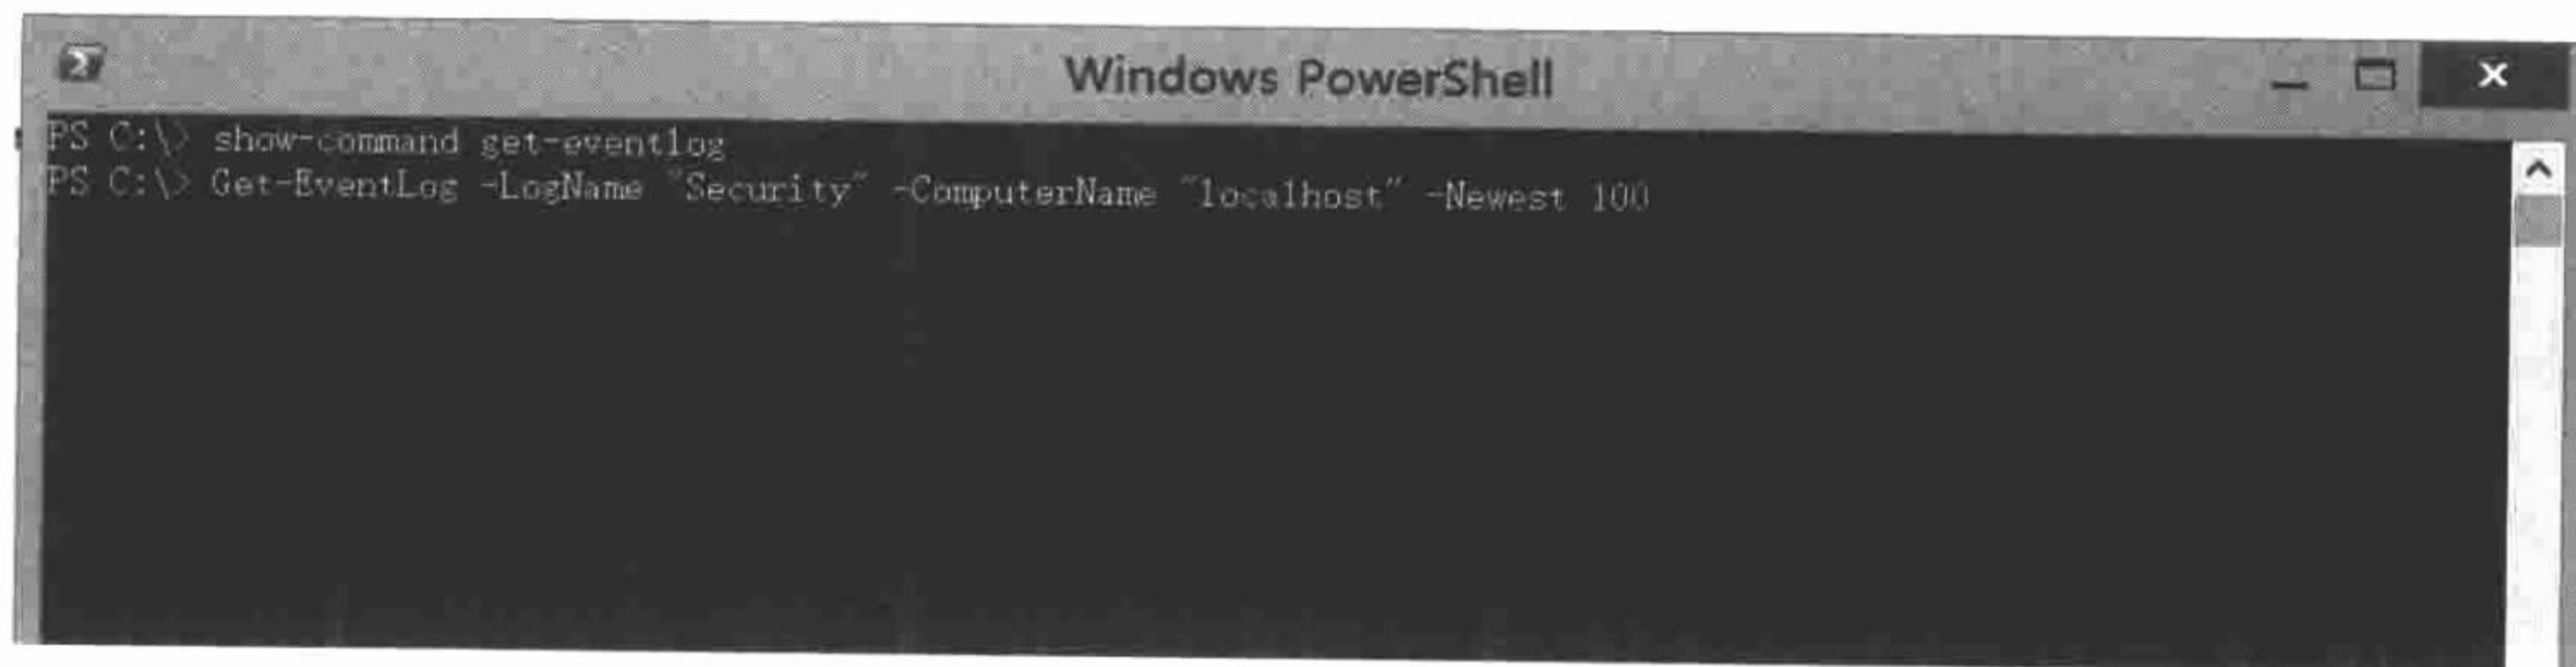 Windows PowerShell
PS C:\> show-command get-eventlog
PS C:\> Get-EventLog -LogName "Security" -ComputerName "localhost" -Newest 100